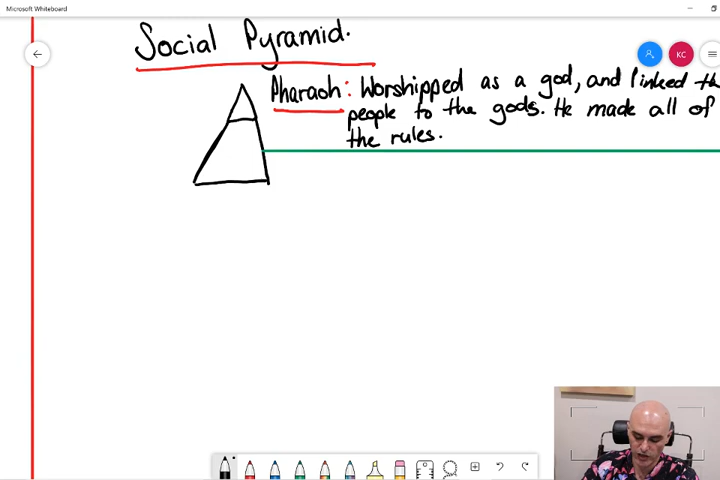 Microsoft Whiteboard
Social Pyramid.
KC
Pharaoh: Worshipped as a god, and linked th
people to the gods. He made all of
the rules.